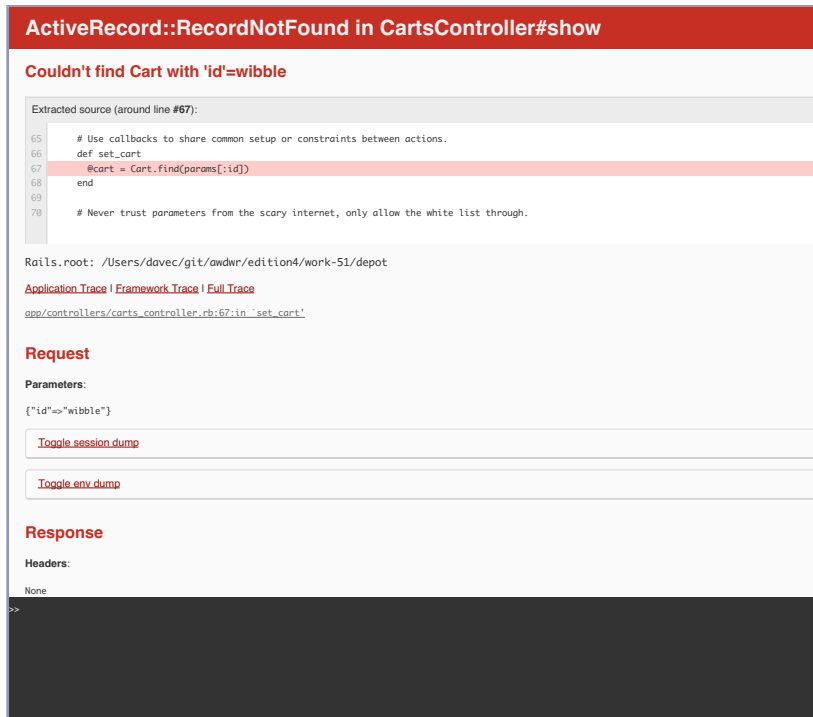 ActiveRecord::RecordNotFound in CartsController#show
Couldn't find Cart with 'id'=wibble
Extracted source (around line #67):
65 # Use callbacks to share common setup or constraints between actions.
66 def set_cart
67 @cart = Cart.find(params[:id])
68 end
69
70 # Never trust parameters from the scary internet, only allow the white list through.
Rails.root: /Users/davec/git/awdwr/edition4/work-51/depot
Application Trace | Framework Trace | Full Trace
app/controllers/carts_controller.rb:67:in `set_cart'
Request
Parameters:
{"id"=>"wibble"}
Toggle session dump
Toggle env dump
Response
Headers:
None
>>